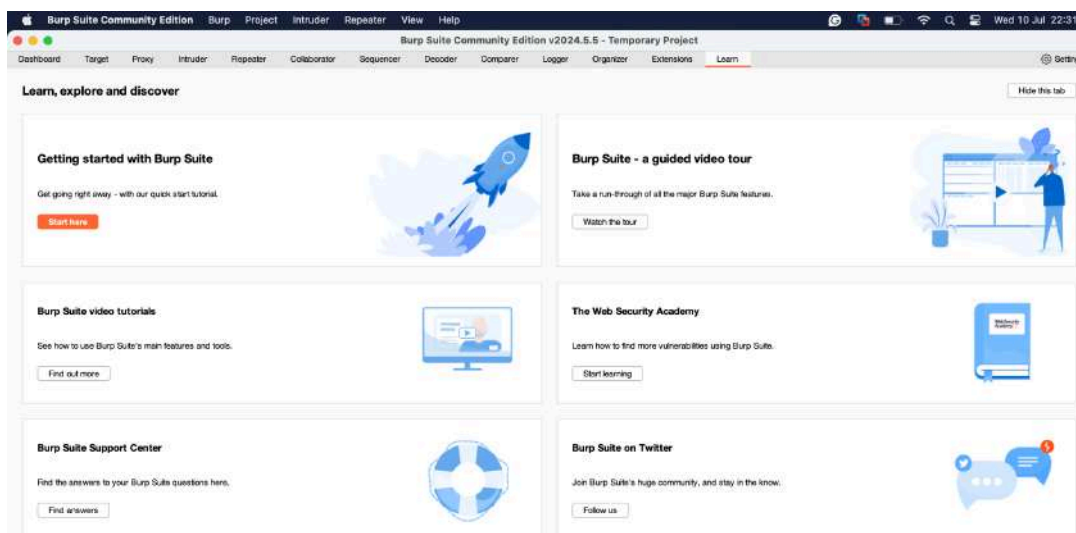 Burp Suite Community Edition Burp Project Intruder Repeater View Help Wed 10 Jul 22:31
Burp Suite Community Edition v2024.5.5 - Temporary Project
Dashboard Target Proxy Intruder Repeater Collaborator Sequencer Decoder Comparer Logger Organizer Extensions Learn Settin
Learn, explore and discover
Hide this tab
Getting started with Burp Suite
Get going right away - with our quick start tutorial.
Start here
Burp Suite - a guided video tour
Take a run-through of all the major Burp Suite features.
Watch the tour
Burp Suite video tutorials
See how to use Burp Suite's main features and tools.
Find out more
The Web Security Academy
Learn how to find more vulnerabilities using Burp Suite.
Start learning
WebSecurity
Academy
Burp Suite Support Center
Find the answers to your Burp Suite questions here.
Find answers
Burp Suite on Twitter
Join Burp Suite's huge community, and stay in the know.
Follow us